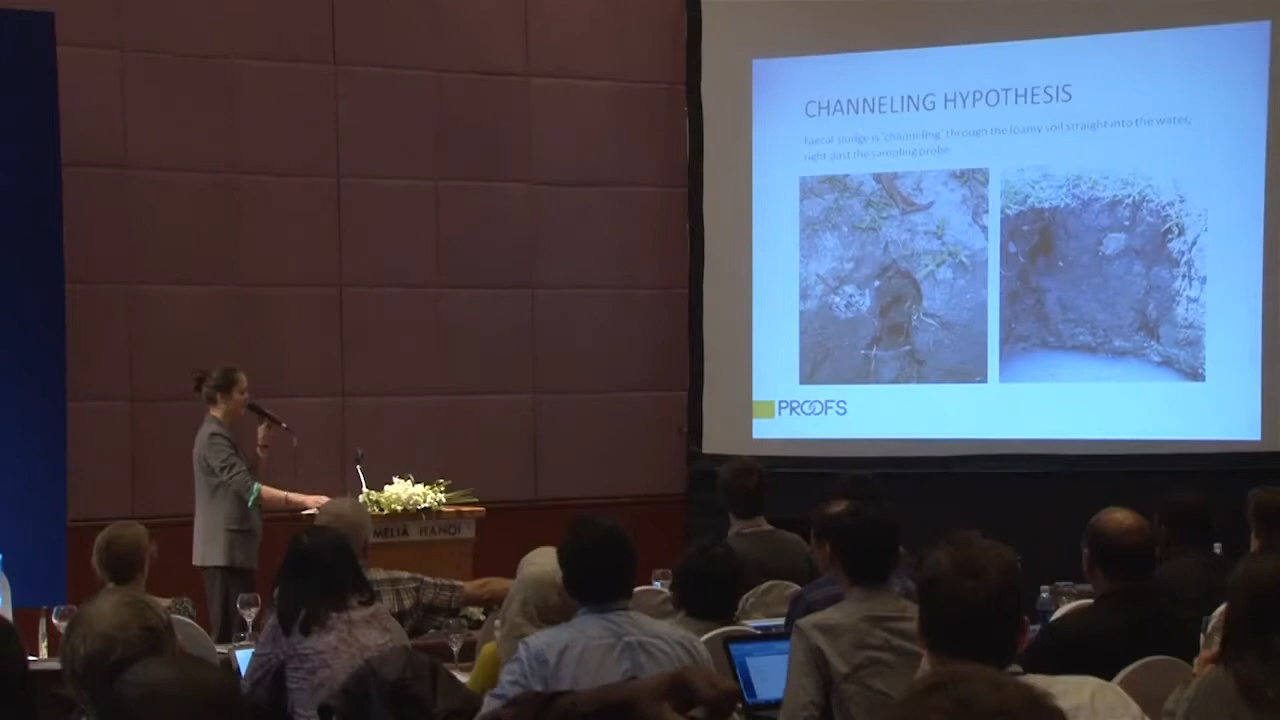 CHANNELING HYPOTHESIS
Faecal sludge is 'channeling' through the loamy soil straight into the water,
right past the sampling probe
PROOFS
MELIÃ HANOI